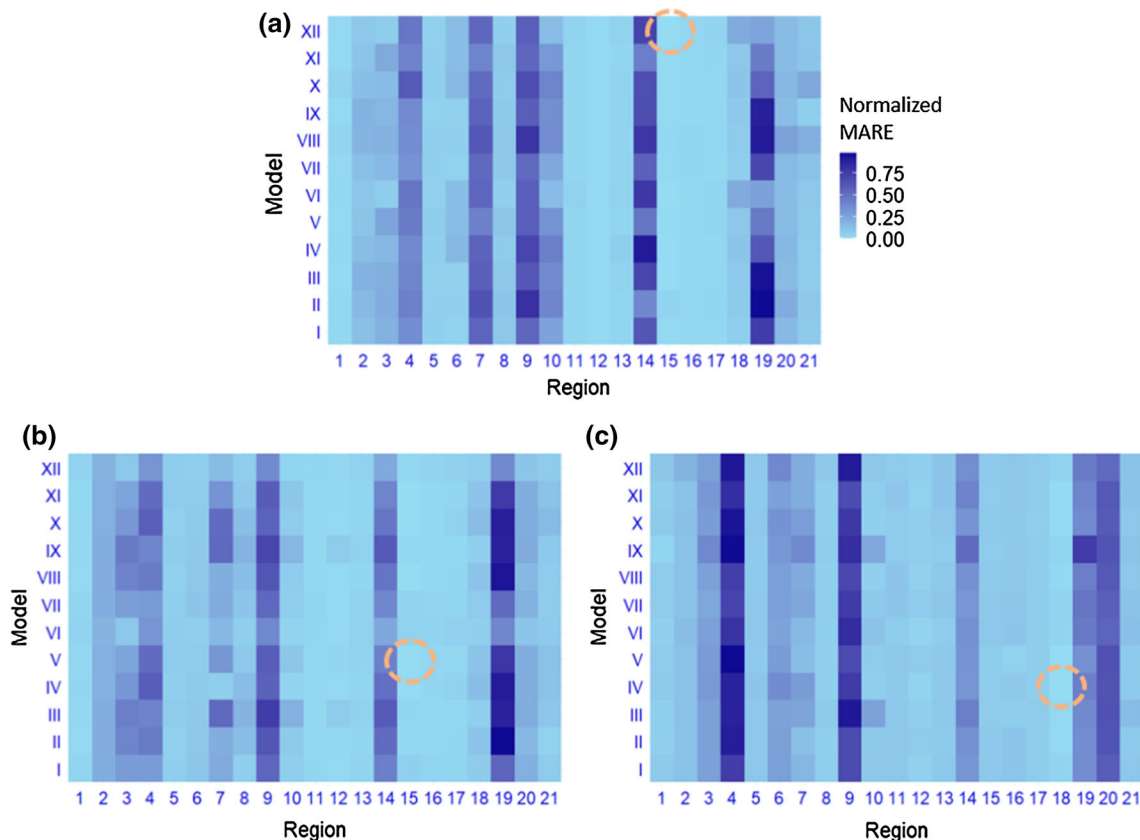 (a)
XII
XI
X
IX
VIII
VII
VI
V
IV
III
II
I
Model
1 2 3 4 5 6 7 8 9 10 11 12 13 14 15 16 17 18 19 20 21
Region
Normalized
MARE
0.75
0.50
0.25
0.00
(b)
XII
XI
X
IX
VIII
VII
VI
V
IV
III
II
I
Model
1 2 3 4 5 6 7 8 9 10 11 12 13 14 15 16 17 18 19 20 21
Region
(c)
XII
XI
X
IX
VIII
VII
VI
V
IV
III
II
I
Model
1 2 3 4 5 6 7 8 9 10 11 12 13 14 15 16 17 18 19 20 21
Region